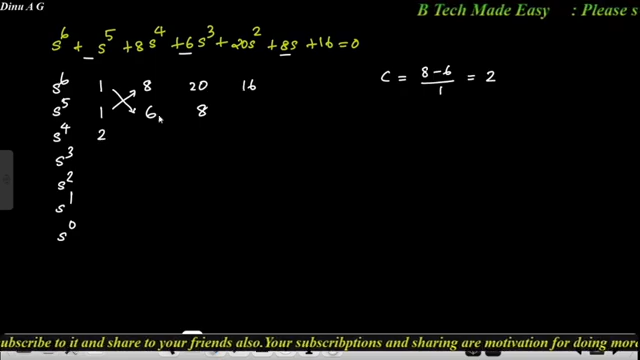 Dinu A G
B Tech Made Easy : Please s
s⁶ + s⁵ + 8s⁴ + 6s³ + 20s² + 8s + 16 = 0
s⁶ 1 8 20 16
s⁵ 1 6 8
s⁴ 2
s³
s²
s¹
s⁰
C = (8 − 6)/1 = 2
ubscribe to it and share to your friends also.Your subscribptions and sharing are motivation for doing more